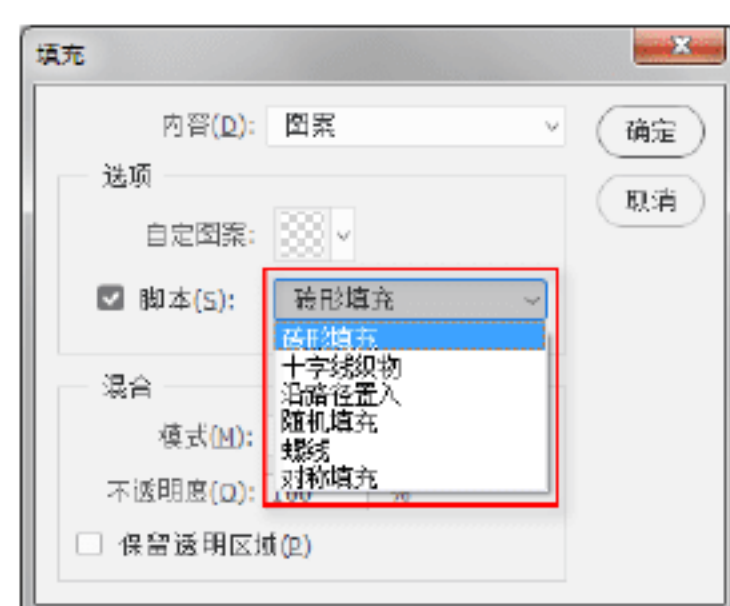 填充
内容(D): 图案
确定
选项
取消
自定图案:
脚本(S): 砖形填充
砖形填充
十字线织物
沿路径置入
随机填充
螺线
对称填充
混合
模式(M):
不透明度(O): 100 %
保留透明区域(P)